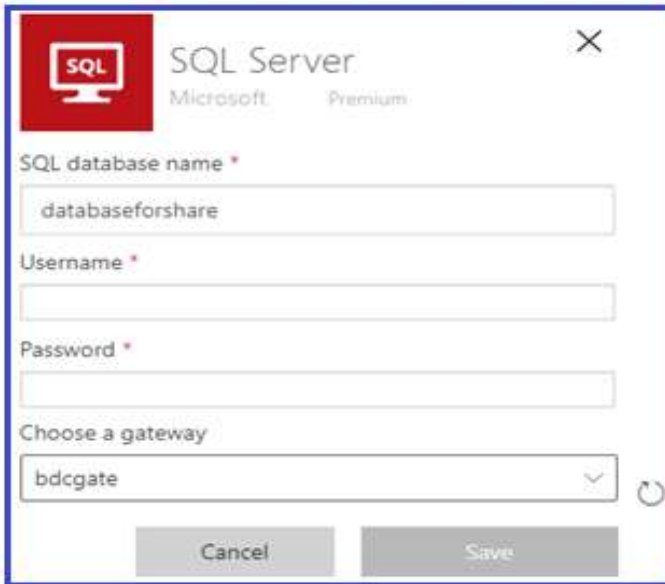 SQL
SQL Server
Microsoft Premium
SQL database name *
databaseforshare
Username *
Password *
Choose a gateway
bdcgate
Cancel Save